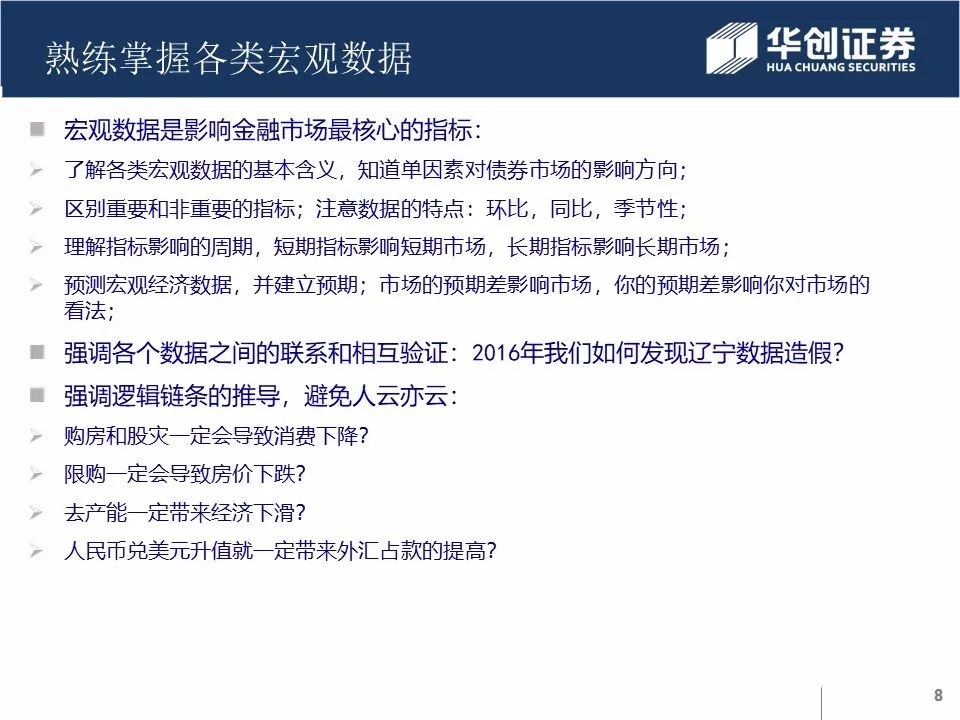 熟练掌握各类宏观数据
华创证券
HUA CHUANG SECURITIES
宏观数据是影响金融市场最核心的指标：
了解各类宏观数据的基本含义，知道单因素对债券市场的影响方向；
区别重要和非重要的指标；注意数据的特点：环比，同比，季节性；
理解指标影响的周期，短期指标影响短期市场，长期指标影响长期市场；
预测宏观经济数据，并建立预期；市场的预期差影响市场，你的预期差影响你对市场的
看法；
强调各个数据之间的联系和相互验证：2016年我们如何发现辽宁数据造假？
强调逻辑链条的推导，避免人云亦云：
购房和股灾一定会导致消费下降？
限购一定会导致房价下跌？
去产能一定带来经济下滑？
人民币兑美元升值就一定带来外汇占款的提高？
8